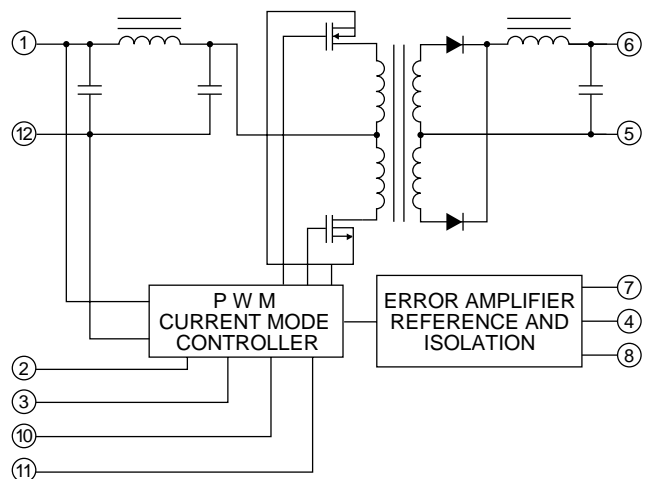 1
6
12
5
P W M
CURRENT MODE
CONTROLLER
ERROR AMPLIFIER
REFERENCE AND
ISOLATION
7
4
8
2
3
10
11